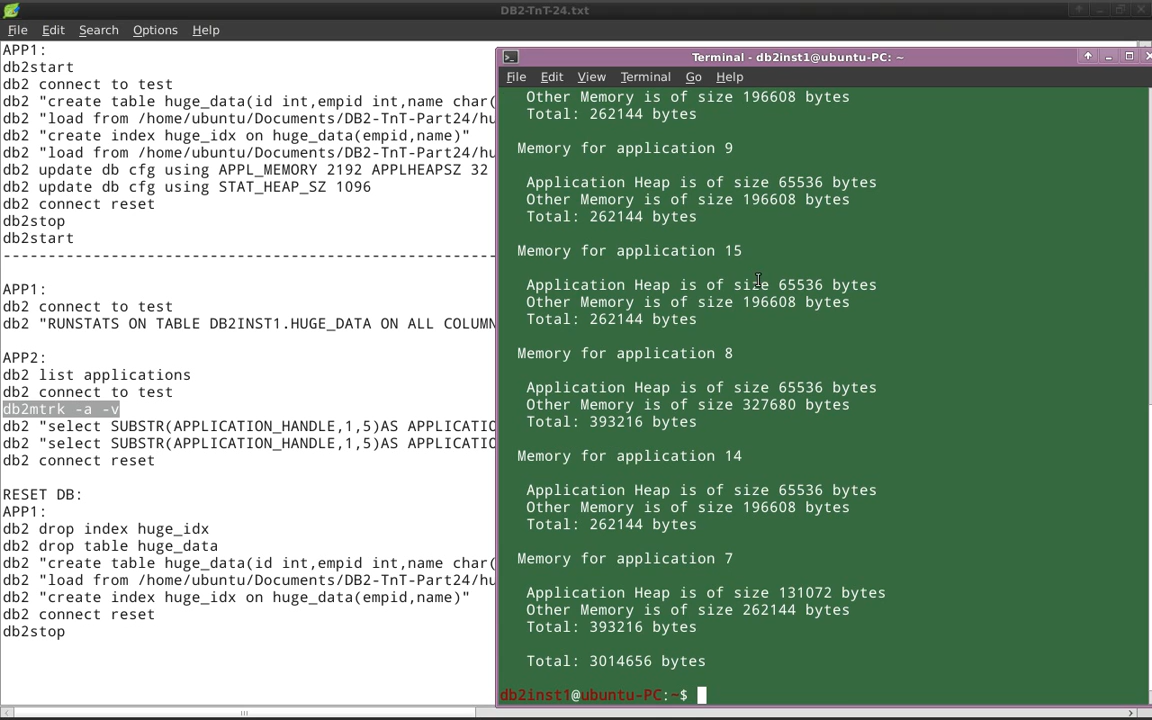 DB2-TnT-24.txt
File Edit Search Options Help
APP1:
db2start
db2 connect to test
db2 "create table huge_data(id int,empid int,name char(
db2 "load from /home/ubuntu/Documents/DB2-TnT-Part24/hu
db2 "create index huge_idx on huge_data(empid,name)"
db2 "load from /home/ubuntu/Documents/DB2-TnT-Part24/hu
db2 update db cfg using APPL_MEMORY 2192 APPLHEAPSZ 32
db2 update db cfg using STAT_HEAP_SZ 1096
db2 connect reset
db2stop
db2start
-------------------------------------------------------
APP1:
db2 connect to test
db2 "RUNSTATS ON TABLE DB2INST1.HUGE_DATA ON ALL COLUMN
APP2:
db2 list applications
db2 connect to test
db2mtrk -a -v
db2 "select SUBSTR(APPLICATION_HANDLE,1,5)AS APPLICATIO
db2 "select SUBSTR(APPLICATION_HANDLE,1,5)AS APPLICATIO
db2 connect reset
RESET DB:
APP1:
db2 drop index huge_idx
db2 drop table huge_data
db2 "create table huge_data(id int,empid int,name char(
db2 "load from /home/ubuntu/Documents/DB2-TnT-Part24/hu
db2 "create index huge_idx on huge_data(empid,name)"
db2 connect reset
db2stop
Terminal - db2inst1@ubuntu-PC: ~
File Edit View Terminal Go Help
Other Memory is of size 196608 bytes
Total: 262144 bytes
Memory for application 9
Application Heap is of size 65536 bytes
Other Memory is of size 196608 bytes
Total: 262144 bytes
Memory for application 15
Application Heap is of size 65536 bytes
Other Memory is of size 196608 bytes
Total: 262144 bytes
Memory for application 8
Application Heap is of size 65536 bytes
Other Memory is of size 327680 bytes
Total: 393216 bytes
Memory for application 14
Application Heap is of size 65536 bytes
Other Memory is of size 196608 bytes
Total: 262144 bytes
Memory for application 7
Application Heap is of size 131072 bytes
Other Memory is of size 262144 bytes
Total: 393216 bytes
Total: 3014656 bytes
db2inst1@ubuntu-PC:~$